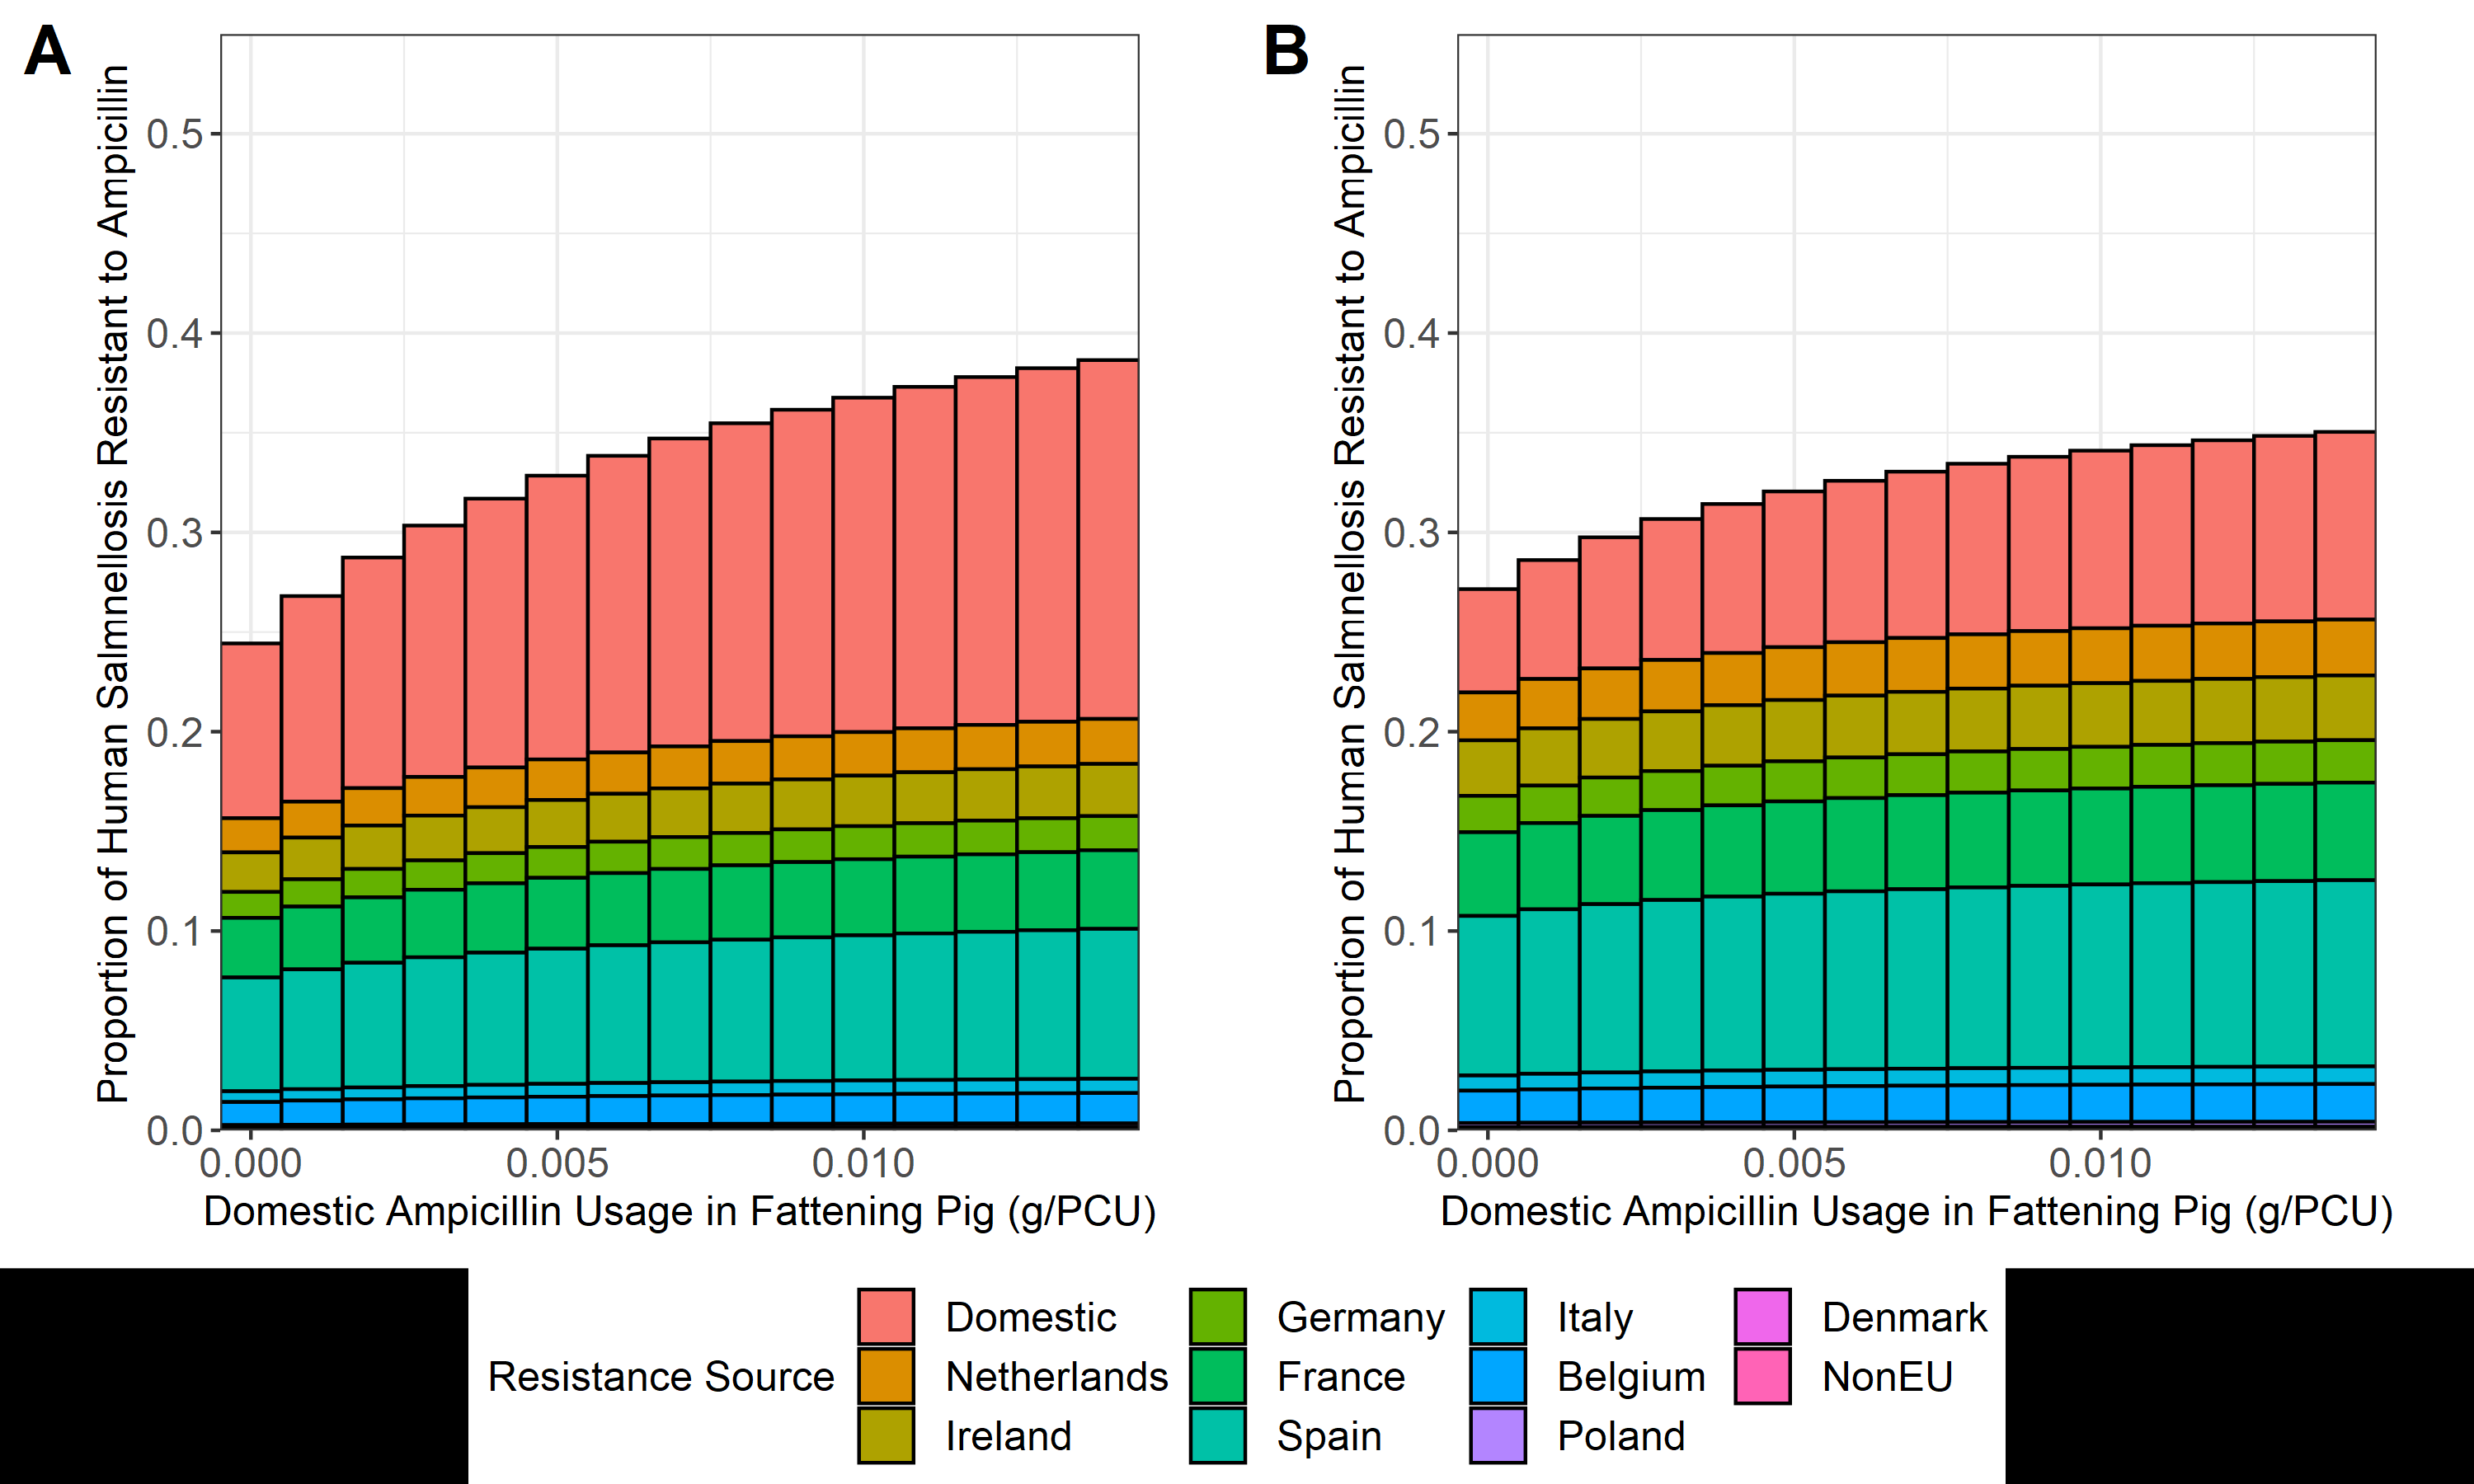 A
Proportion of Human Salmnellosis Resistant to Ampicillin
0.5
0.4
0.3
0.2
0.1
0.0
0.000 0.005 0.010
Domestic Ampicillin Usage in Fattening Pig (g/PCU)
B
Proportion of Human Salmnellosis Resistant to Ampicillin
0.5
0.4
0.3
0.2
0.1
0.0
0.000 0.005 0.010
Domestic Ampicillin Usage in Fattening Pig (g/PCU)
Resistance Source
Domestic
Netherlands
Ireland
Germany
France
Spain
Italy
Belgium
Poland
Denmark
NonEU